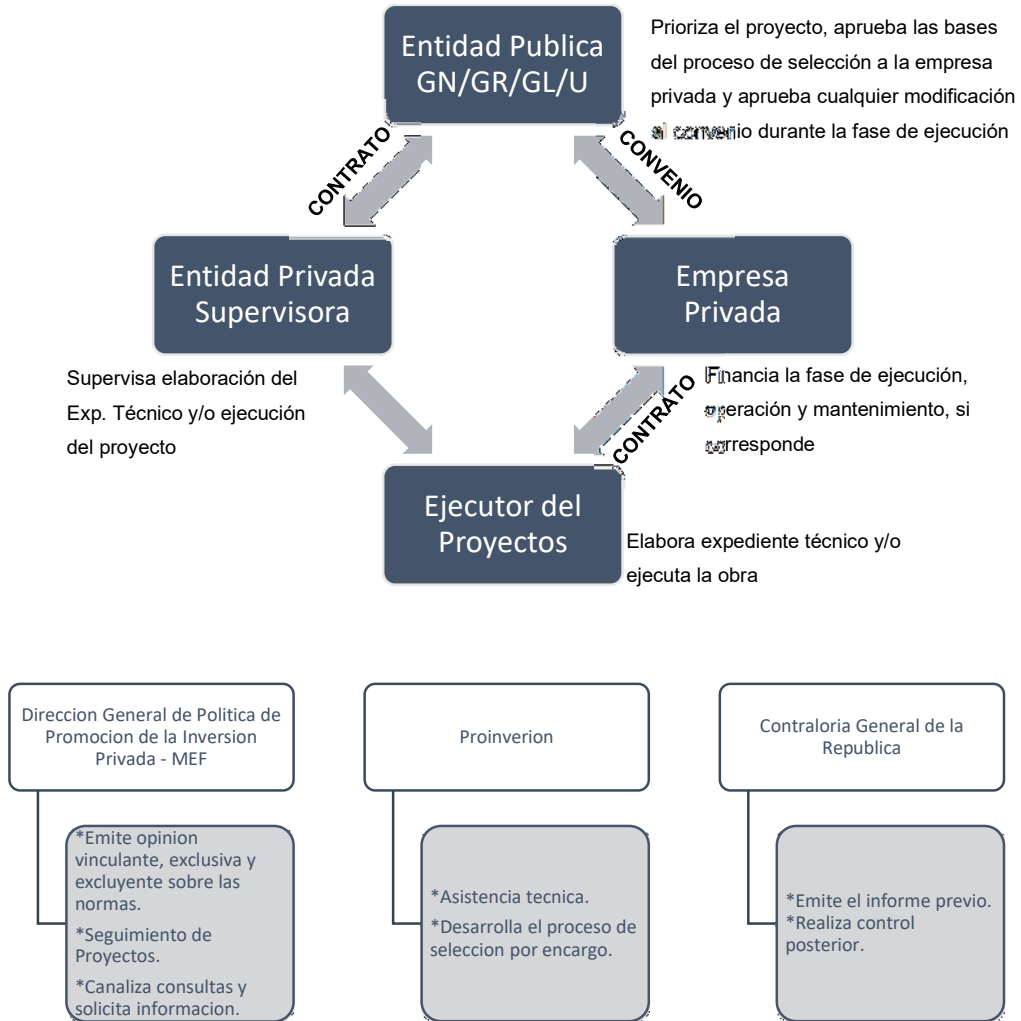 Entidad Publica
GN/GR/GL/U
Prioriza el proyecto, aprueba las bases
del proceso de selección a la empresa
privada y aprueba cualquier modificación
al convenio durante la fase de ejecución
CONTRATO
CONVENIO
Entidad Privada
Supervisora
Empresa
Privada
Supervisa elaboración del
Exp. Técnico y/o ejecución
del proyecto
CONTRATO
Financia la fase de ejecución,
operación y mantenimiento, si
corresponde
Ejecutor del
Proyectos
Elabora expediente técnico y/o
ejecuta la obra
Direccion General de Politica de
Promocion de la Inversion
Privada - MEF
*Emite opinion
vinculante, exclusiva y
excluyente sobre las
normas.
*Seguimiento de
Proyectos.
*Canaliza consultas y
solicita informacion.
Proinverion
*Asistencia tecnica.
*Desarrolla el proceso de
seleccion por encargo.
Contraloria General de la
Republica
*Emite el informe previo.
*Realiza control
posterior.